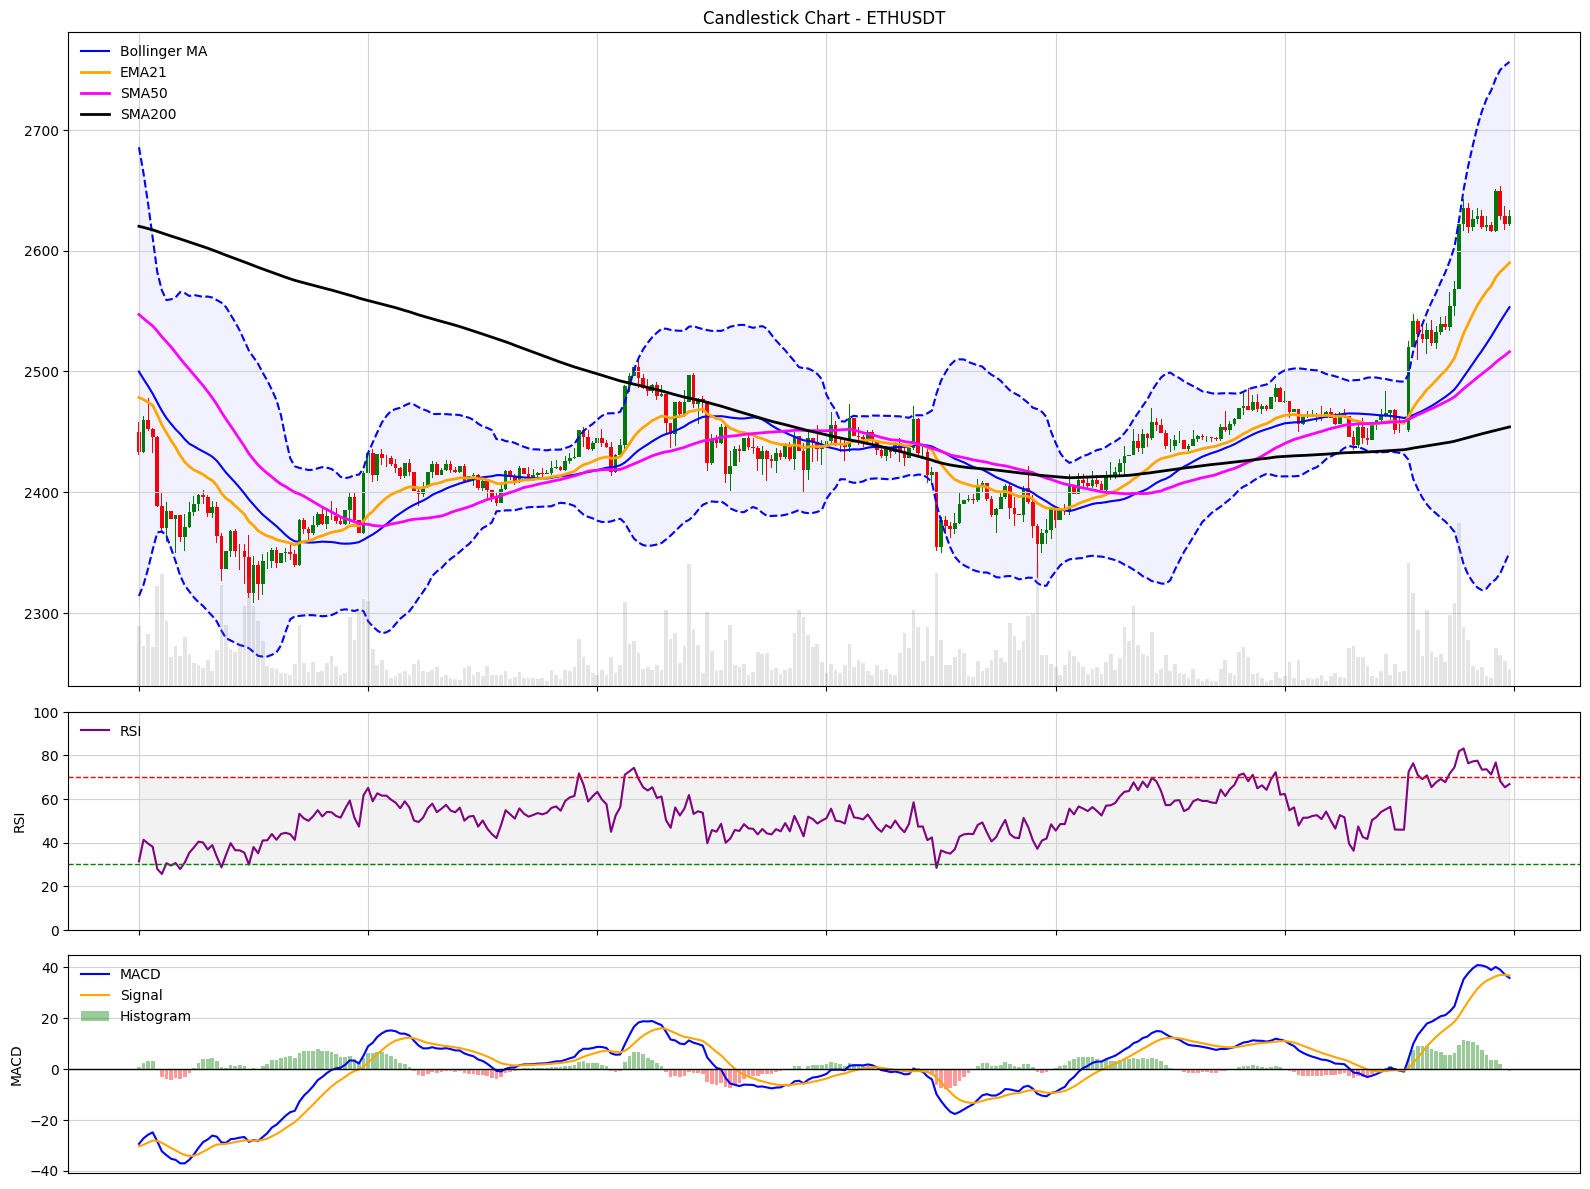 Candlestick Chart - ETHUSDT
Bollinger MA
EMA21
SMA50
SMA200
2700
2600
2500
2400
2300
RSI
100
80
60
40
20
0
RSI
MACD
Signal
Histogram
40
20
0
−20
−40
MACD